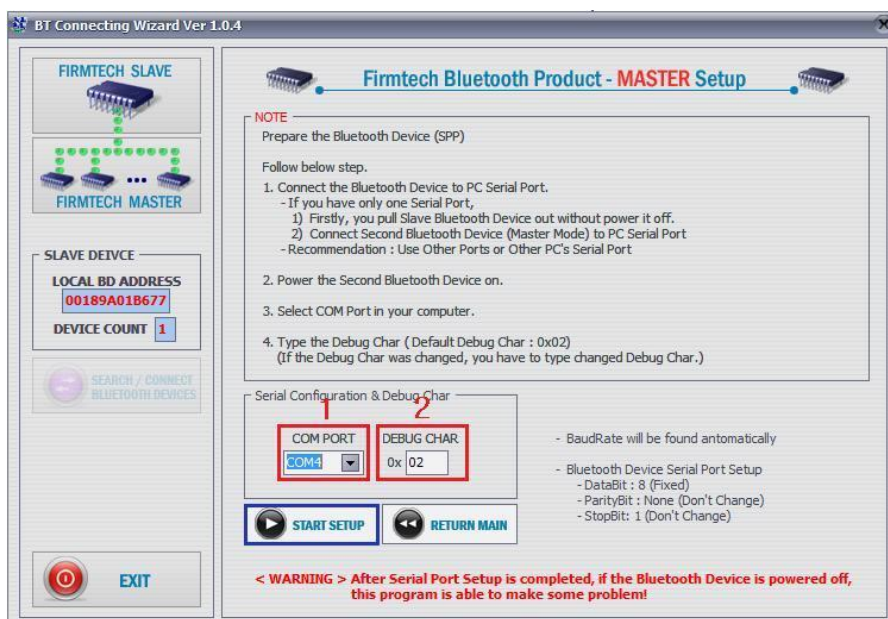 BT Connecting Wizard Ver 1.0.4
FIRMTECH SLAVE
FIRMTECH MASTER
SLAVE DEIVCE
LOCAL BD ADDRESS
00189A01B677
DEVICE COUNT 1
SEARCH / CONNECT
BLUETOOTH DEVICES
EXIT
Firmtech Bluetooth Product - MASTER Setup
NOTE
Prepare the Bluetooth Device (SPP)
Follow below step.
1. Connect the Bluetooth Device to PC Serial Port.
- If you have only one Serial Port,
1) Firstly, you pull Slave Bluetooth Device out without power it off.
2) Connect Second Bluetooth Device (Master Mode) to PC Serial Port
- Recommendation : Use Other Ports or Other PC's Serial Port
2. Power the Second Bluetooth Device on.
3. Select COM Port in your computer.
4. Type the Debug Char ( Default Debug Char : 0x02)
(If the Debug Char was changed, you have to type changed Debug Char.)
Serial Configuration & Debug Char
1 2
COM PORT DEBUG CHAR
COM4 0x 02
START SETUP RETURN MAIN
- BaudRate will be found antomatically
- Bluetooth Device Serial Port Setup
- DataBit : 8 (Fixed)
- ParityBit : None (Don't Change)
- StopBit: 1 (Don't Change)
< WARNING > After Serial Port Setup is completed, if the Bluetooth Device is powered off,
this program is able to make some problem!